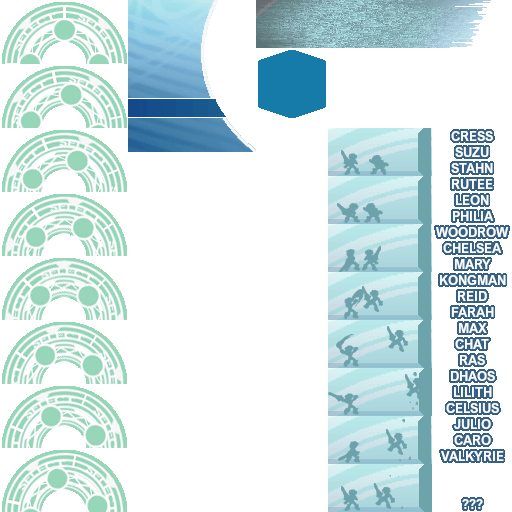 CRESS
SUZU
STAHN
RUTEE
LEON
PHILIA
WOODROW
CHELSEA
MARY
KONGMAN
REID
FARAH
MAX
CHAT
RAS
DHAOS
LILITH
CELSIUS
JULIO
CARO
VALKYRIE
???